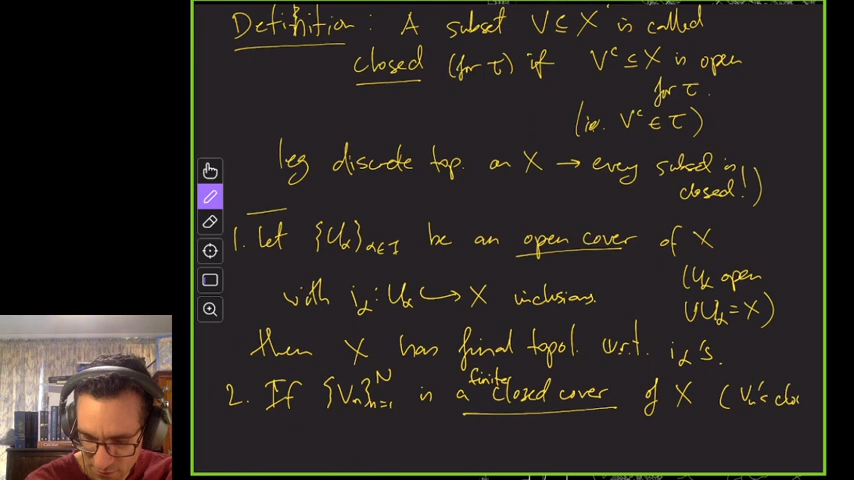 Definition : A subset V ⊆ X is called
closed (for τ) if V^c ⊆ X is open
for τ.
(ie. V^c ∈ τ)
(eg discrete top. on X → every subset is
closed!)
1. Let {U_α}_{α∈I} be an open cover of X
(U_α open
with i_α : U_α ↪ X inclusions.
∪U_α = X)
then X has final topol. w.r.t. i_α's.
2. If {V_n}_{n=1}^N is a finite closed cover of X (V_n's clo